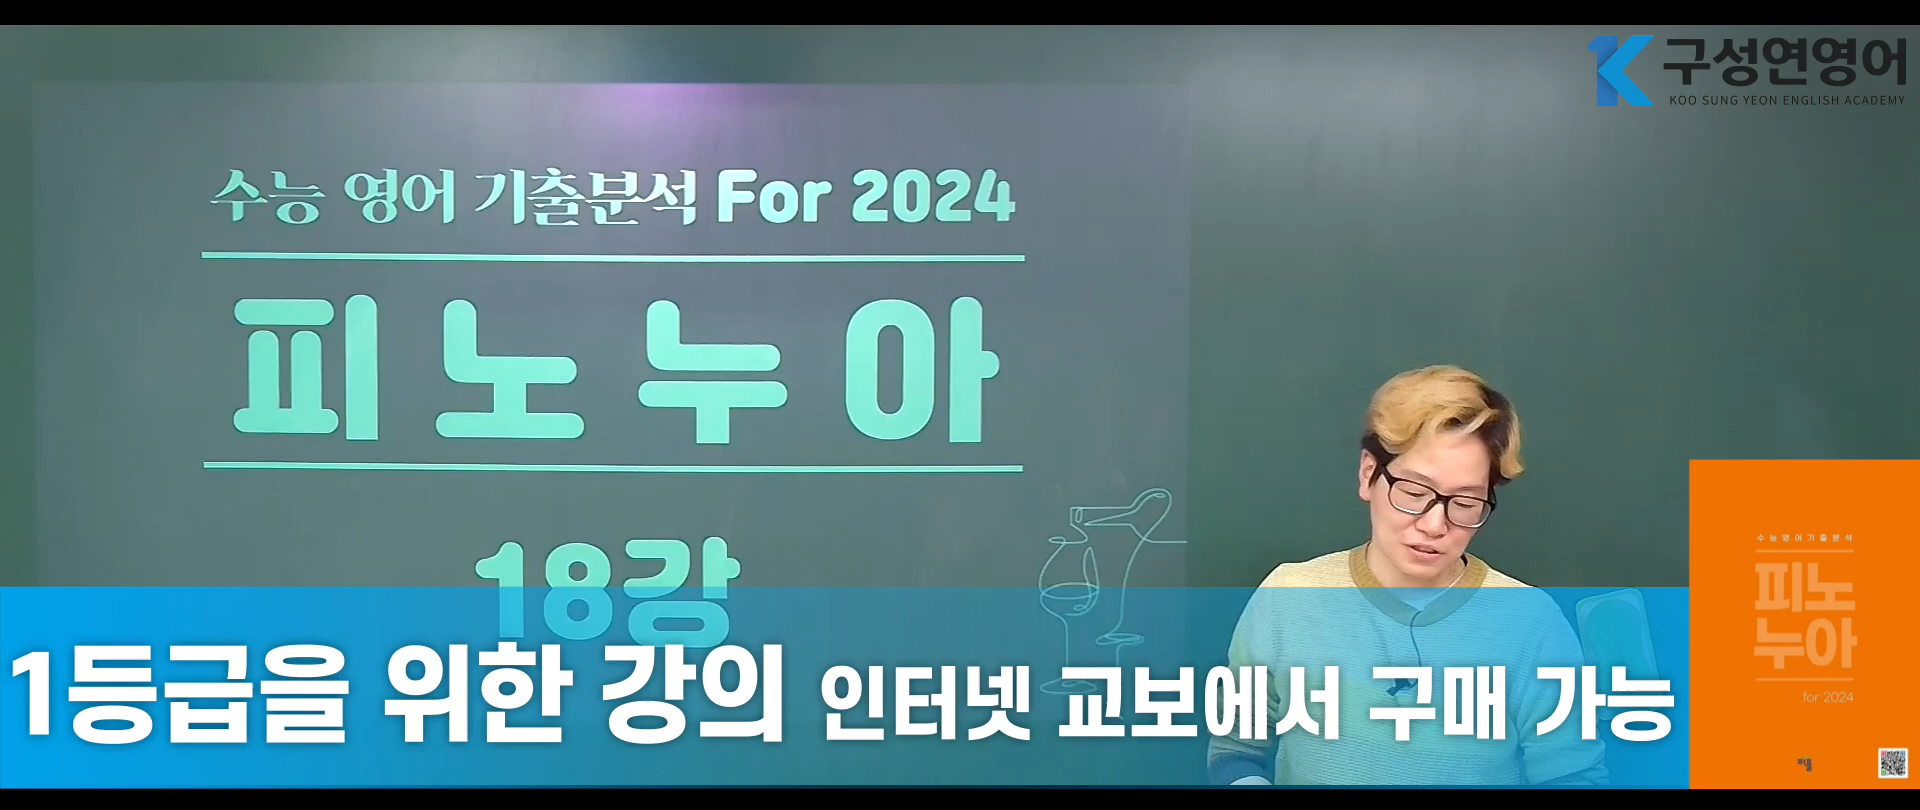 구성연영어
KOO SUNG YEON ENGLISH ACADEMY
수능 영어 기출분석 For 2024
피노누아
18강
1등급을 위한 강의 인터넷 교보에서 구매 가능
수능영어기출분석
피노
누아
for 2024
퍼플